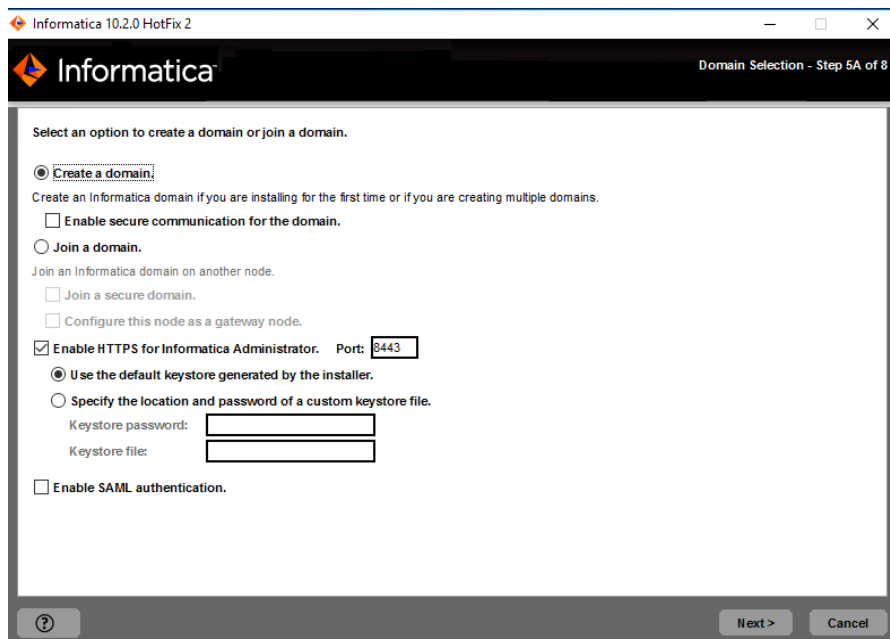 Informatica 10.2.0 HotFix 2
Informatica
Domain Selection - Step 5A of 8
Select an option to create a domain or join a domain.
Create a domain.
Create an Informatica domain if you are installing for the first time or if you are creating multiple domains.
Enable secure communication for the domain.
Join a domain.
Join an Informatica domain on another node.
Join a secure domain.
Configure this node as a gateway node.
Enable HTTPS for Informatica Administrator. Port: 8443
Use the default keystore generated by the installer.
Specify the location and password of a custom keystore file.
Keystore password:
Keystore file:
Enable SAML authentication.
? Next > Cancel